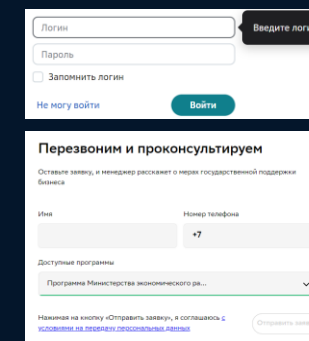 Логин
Введите логи
Пароль
Запомнить логин
Не могу войти
Войти
Перезвоним и проконсультируем
Оставьте заявку, и менеджер расскажет о мерах государственной поддержки
бизнеса
Имя
Номер телефона
+7
Доступные программы
Программа Министерства экономического ра...
Нажимая на кнопку «Отправить заявку», я соглашаюсь с
условиями на передачу персональных данных
Отправить заяв